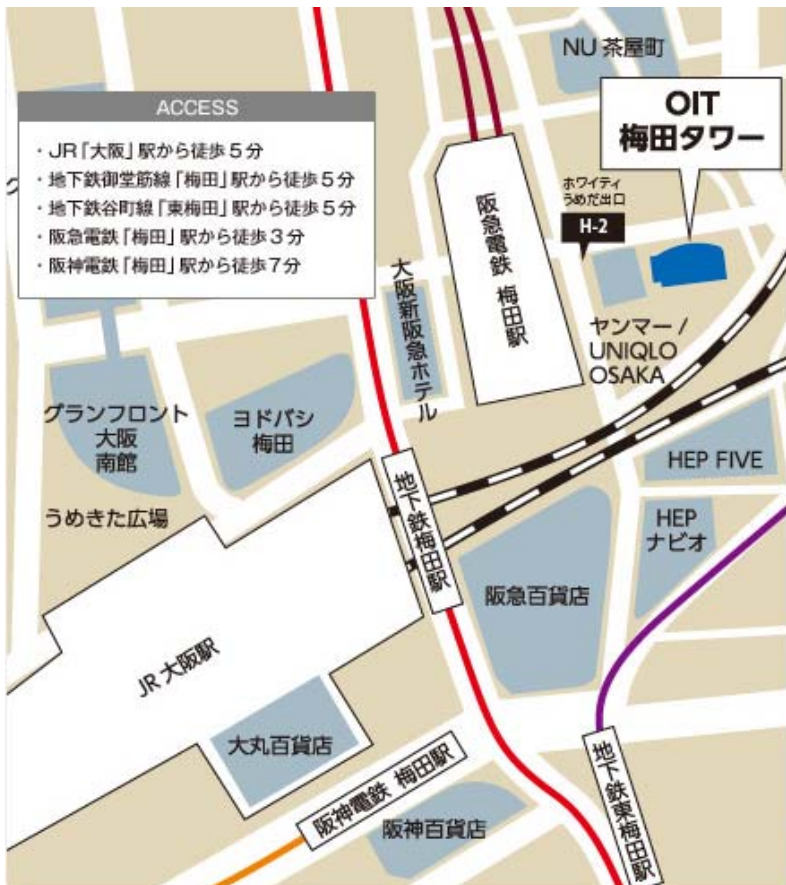 NU 茶屋町
OIT
梅田タワー
ACCESS
・JR「大阪」駅から徒歩5分
・地下鉄御堂筋線「梅田」駅から徒歩5分
・地下鉄谷町線「東梅田」駅から徒歩5分
・阪急電鉄「梅田」駅から徒歩3分
・阪神電鉄「梅田」駅から徒歩7分
ホワイティ
うめだ出口
H-2
阪急電鉄 梅田駅
大阪新阪急ホテル
ヤンマー /
UNIQLO
OSAKA
グランフロント
大阪
南館
ヨドバシ
梅田
HEP FIVE
うめきた広場
地下鉄梅田駅
HEP
ナビオ
阪急百貨店
JR 大阪駅
大丸百貨店
阪神電鉄 梅田駅
阪神百貨店
地下鉄東梅田駅